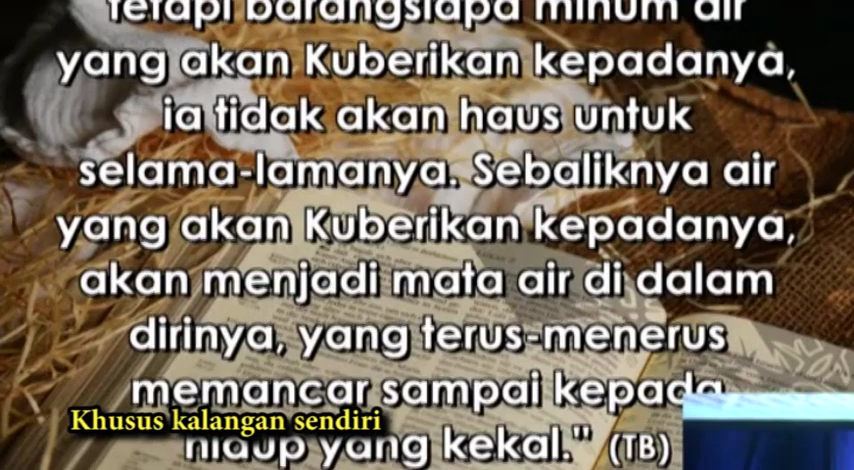 tetapi barangsiapa minum air
yang akan Kuberikan kepadanya,
ia tidak akan haus untuk
selama-lamanya. Sebaliknya air
yang akan Kuberikan kepadanya,
akan menjadi mata air di dalam
dirinya, yang terus-menerus
memancar sampai kepada
Khusus kalangan sendiri
hidup yang kekal." (TB)